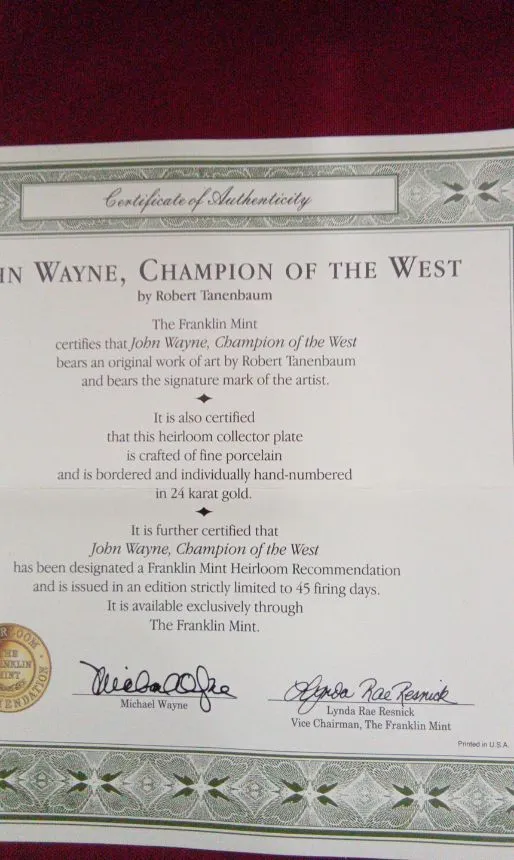 Certificate of Authenticity
HN WAYNE, CHAMPION OF THE WEST
by Robert Tanenbaum
The Franklin Mint
certifies that John Wayne, Champion of the West
bears an original work of art by Robert Tanenbaum
and bears the signature mark of the artist.
It is also certified
that this heirloom collector plate
is crafted of fine porcelain
and is bordered and individually hand-numbered
in 24 karat gold.
It is further certified that
John Wayne, Champion of the West
has been designated a Franklin Mint Heirloom Recommendation
and is issued in an edition strictly limited to 45 firing days.
It is available exclusively through
The Franklin Mint.
Lynda Rae Resnick
Michael Wayne
Lynda Rae Resnick
Vice Chairman, The Franklin Mint
Printed in U.S.A.